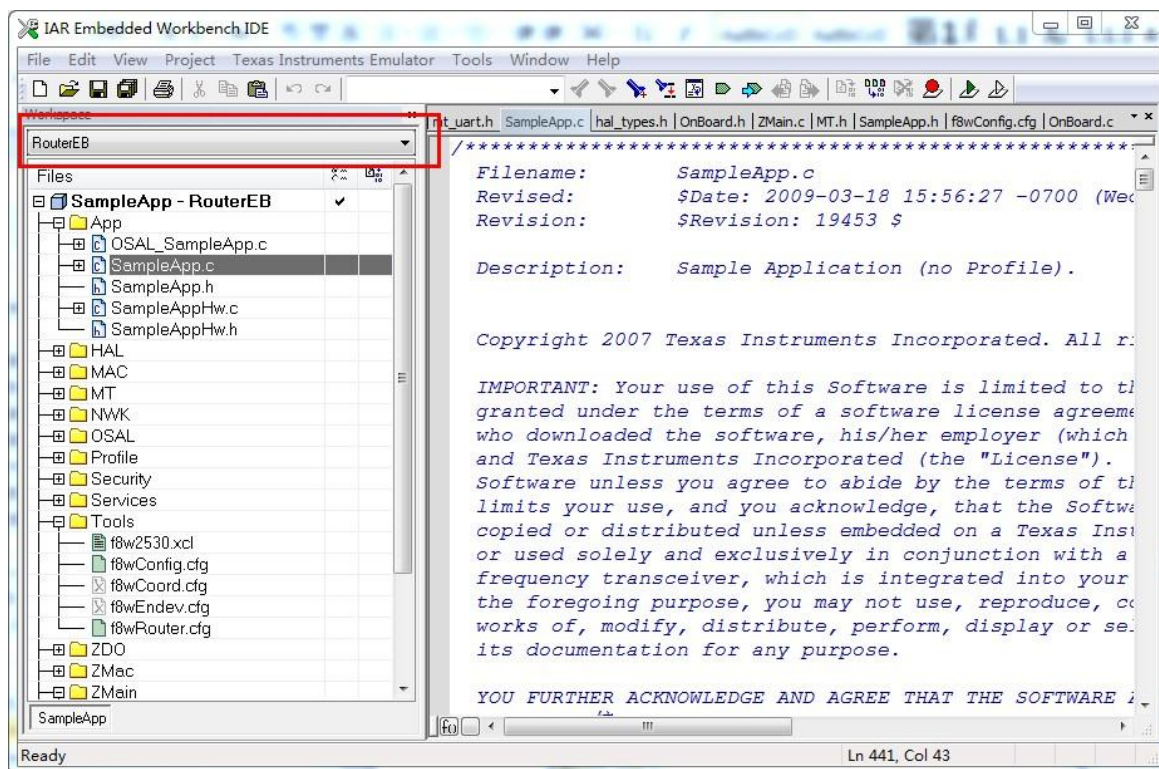 IAR Embedded Workbench IDE
File Edit View Project Texas Instruments Emulator Tools Window Help
Workspace
RouterEB
Files
SampleApp - RouterEB
App
OSAL_SampleApp.c
SampleApp.c
SampleApp.h
SampleAppHw.c
SampleAppHw.h
HAL
MAC
MT
NWK
OSAL
Profile
Security
Services
Tools
f8w2530.xcl
f8wConfig.cfg
f8wCoord.cfg
f8wEndev.cfg
f8wRouter.cfg
ZDO
ZMac
ZMain
SampleApp
mt_uart.h SampleApp.c hal_types.h | OnBoard.h | ZMain.c | MT.h | SampleApp.h | f8wConfig.cfg | OnBoard.c
/******************************************************
Filename: SampleApp.c
Revised: $Date: 2009-03-18 15:56:27 -0700 (Wed
Revision: $Revision: 19453 $
Description: Sample Application (no Profile).
Copyright 2007 Texas Instruments Incorporated. All r
IMPORTANT: Your use of this Software is limited to th
granted under the terms of a software license agreeme
who downloaded the software, his/her employer (which
and Texas Instruments Incorporated (the "License").
Software unless you agree to abide by the terms of th
limits your use, and you acknowledge, that the Softwa
copied or distributed unless embedded on a Texas Inst
or used solely and exclusively in conjunction with a
frequency transceiver, which is integrated into your
the foregoing purpose, you may not use, reproduce, co
works of, modify, distribute, perform, display or sel
its documentation for any purpose.
YOU FURTHER ACKNOWLEDGE AND AGREE THAT THE SOFTWARE
f()
Ready
Ln 441, Col 43